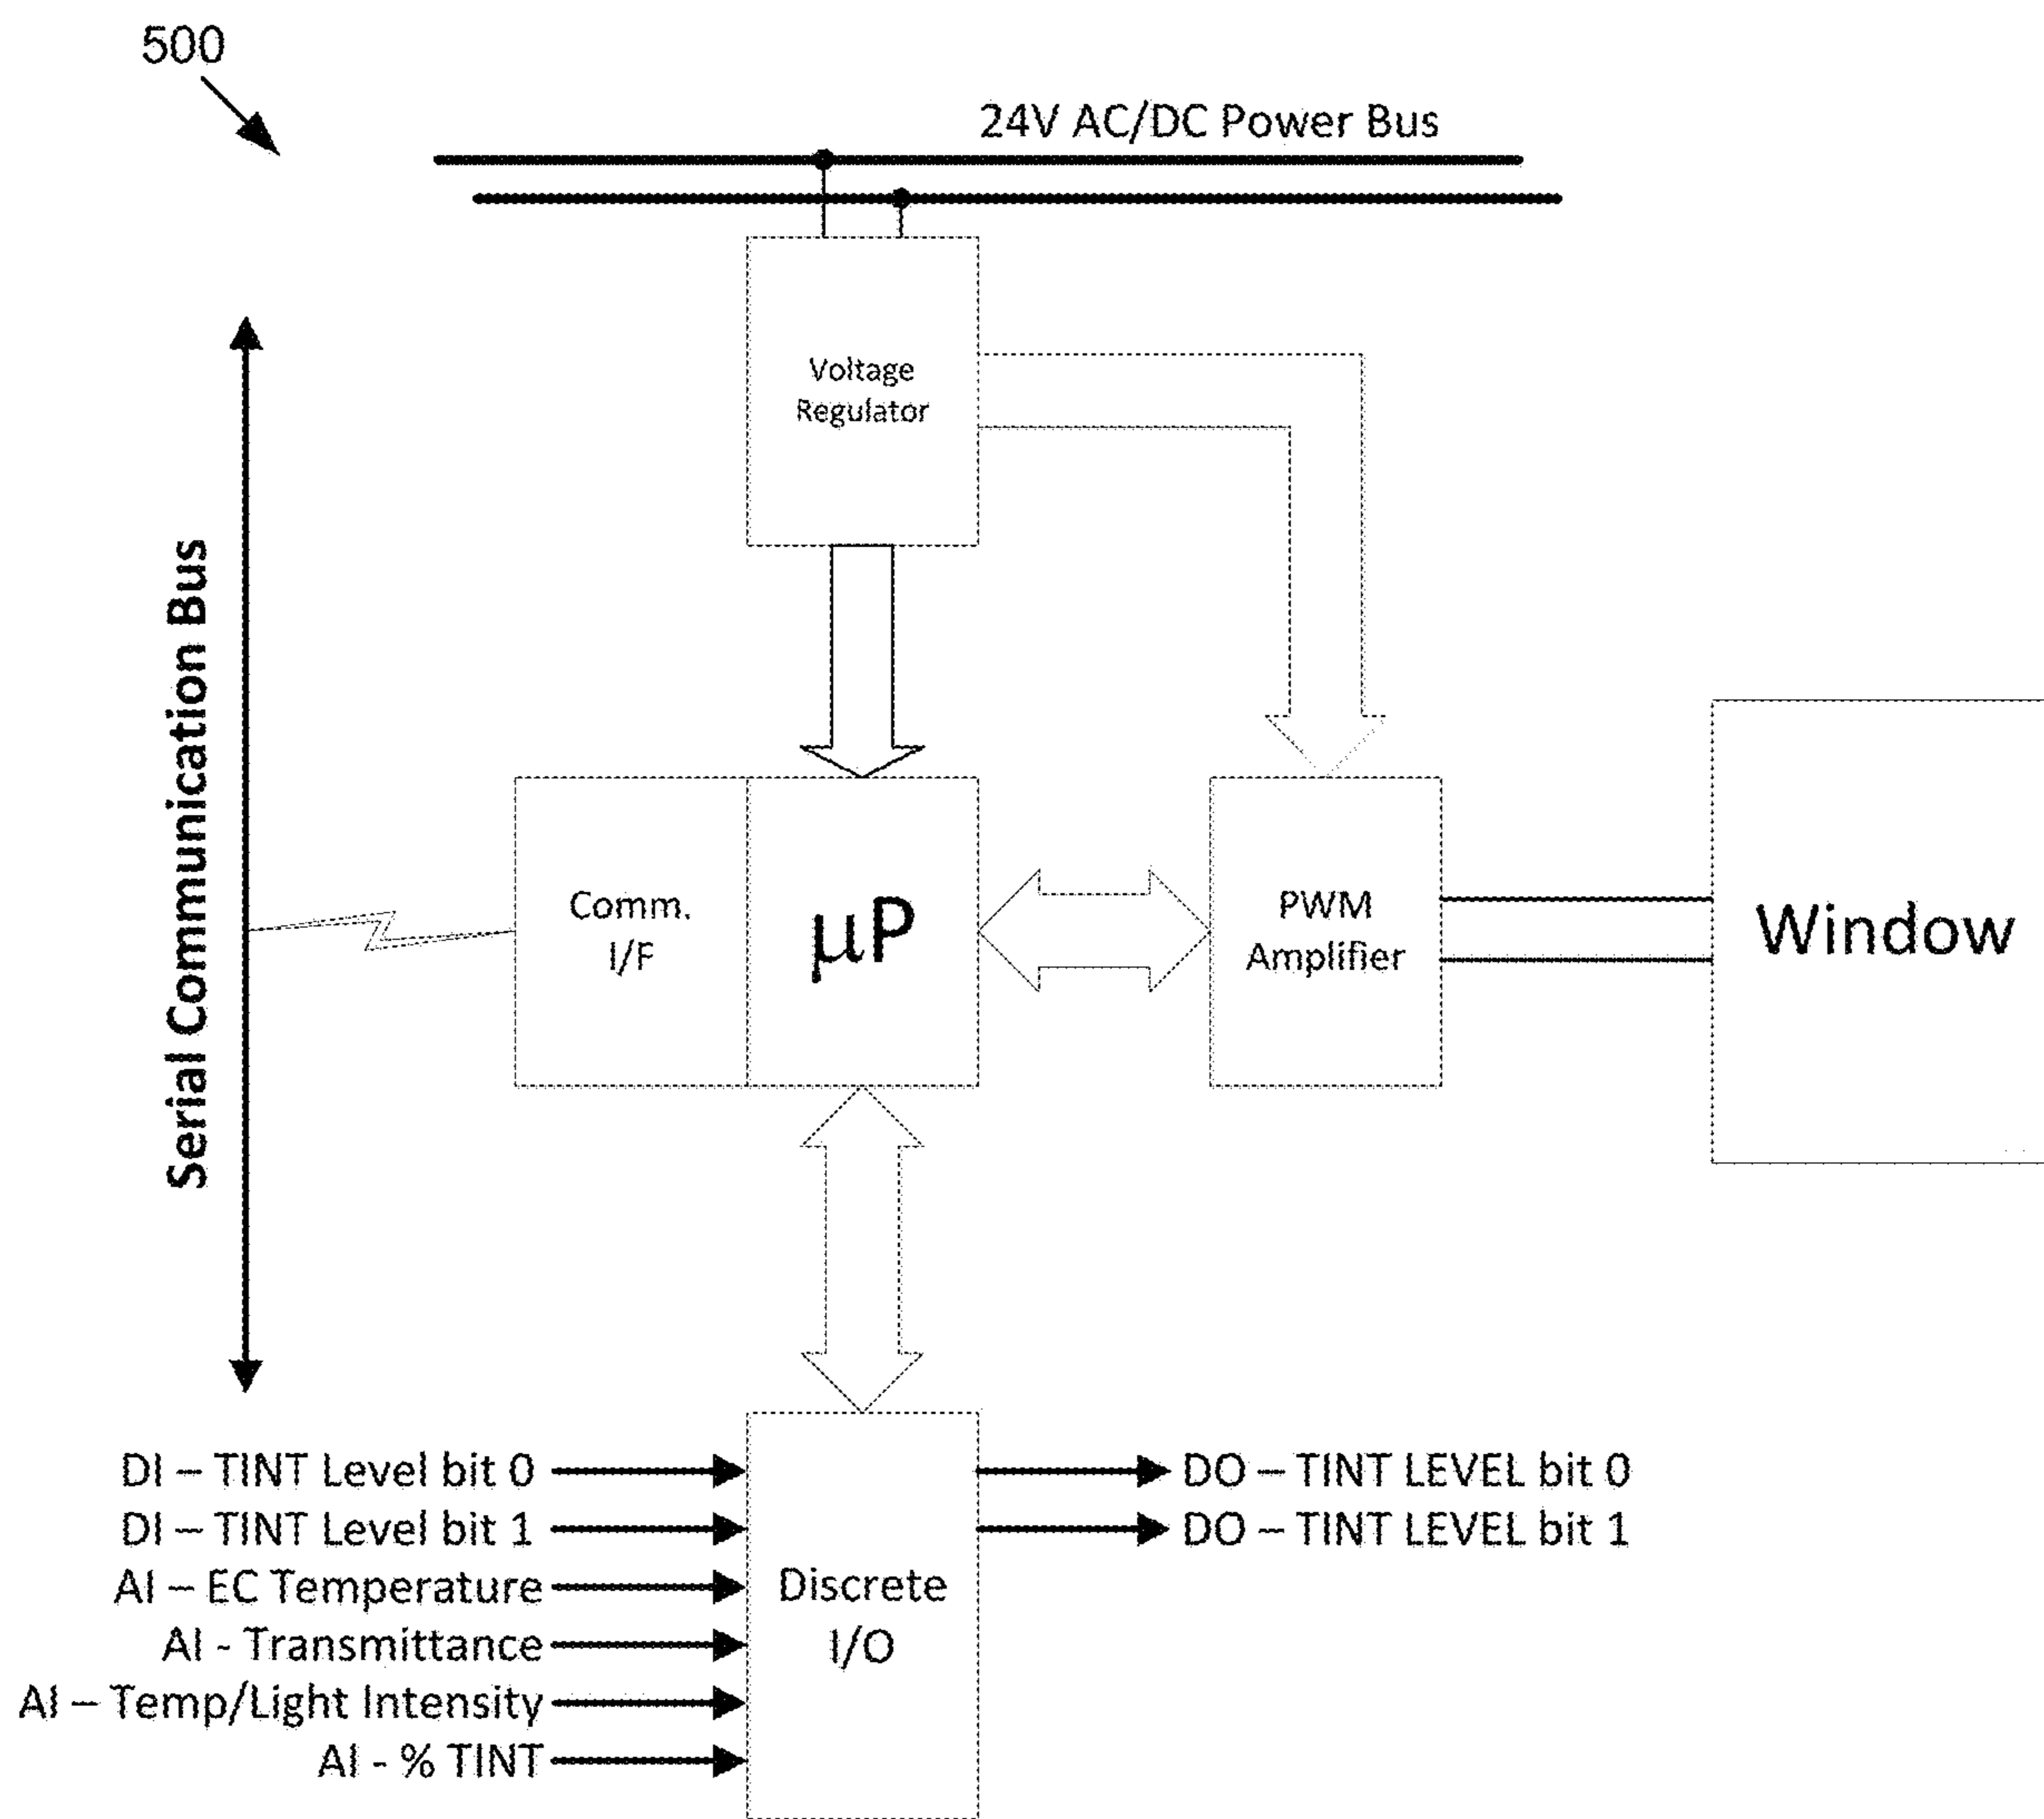 500
24V AC/DC Power Bus
Voltage
Regulator
Serial Communication Bus
Comm.
I/F
µP
PWM
Amplifier
Window
DI – TINT Level bit 0
DI – TINT Level bit 1
AI – EC Temperature
AI - Transmittance
AI – Temp/Light Intensity
AI - % TINT
Discrete
I/O
DO – TINT LEVEL bit 0
DO – TINT LEVEL bit 1